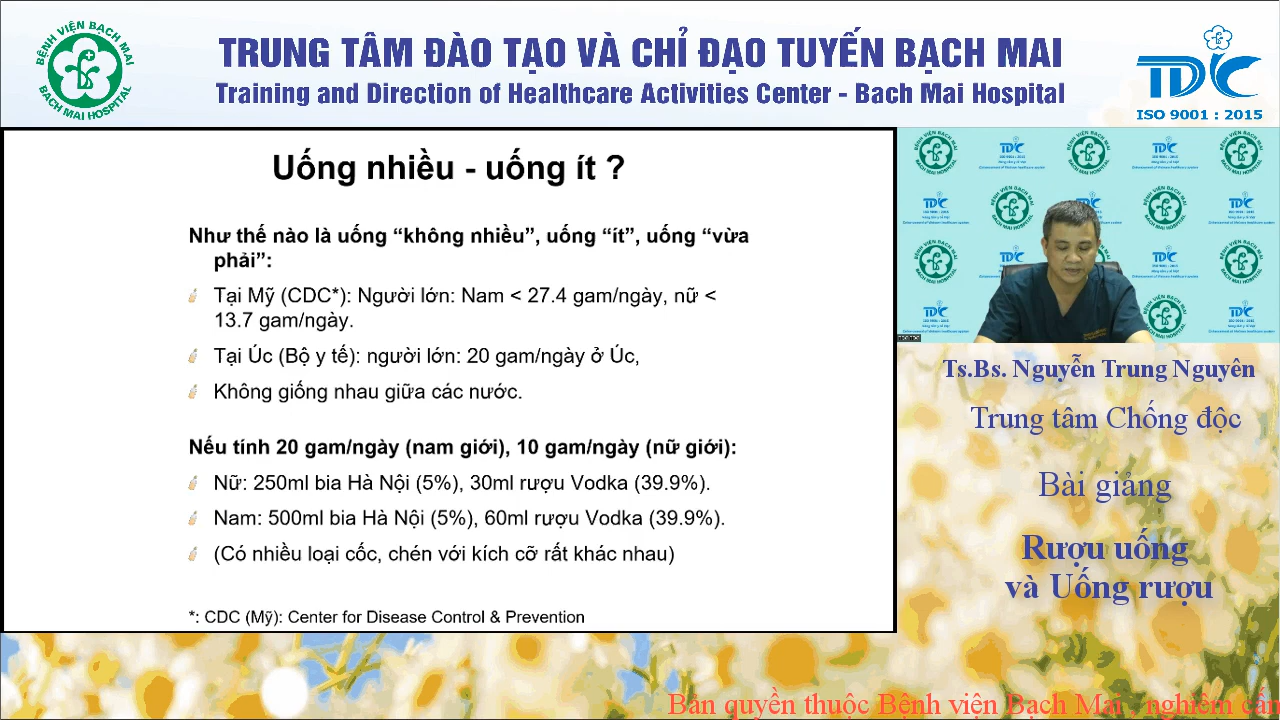 BỆNH VIỆN BẠCH MAI
BACH MAI HOSPITAL
TRUNG TÂM ĐÀO TẠO VÀ CHỈ ĐẠO TUYẾN BẠCH MAI
Training and Direction of Healthcare Activities Center - Bach Mai Hospital
TDC
ISO 9001 : 2015
Uống nhiều - uống ít ?
Như thế nào là uống “không nhiều”, uống “ít”, uống “vừa
phải”:
Tại Mỹ (CDC*): Người lớn: Nam < 27.4 gam/ngày, nữ <
13.7 gam/ngày.
Tại Úc (Bộ y tế): người lớn: 20 gam/ngày ở Úc,
Không giống nhau giữa các nước.
Nếu tính 20 gam/ngày (nam giới), 10 gam/ngày (nữ giới):
Nữ: 250ml bia Hà Nội (5%), 30ml rượu Vodka (39.9%).
Nam: 500ml bia Hà Nội (5%), 60ml rượu Vodka (39.9%).
(Có nhiều loại cốc, chén với kích cỡ rất khác nhau)
*: CDC (Mỹ): Center for Disease Control & Prevention
Ts.Bs. Nguyễn Trung Nguyên
Trung tâm Chống độc
Bài giảng
Rượu uống
và Uống rượu
Bản quyền thuộc Bệnh viện Bạch Mai , nghiêm cấm